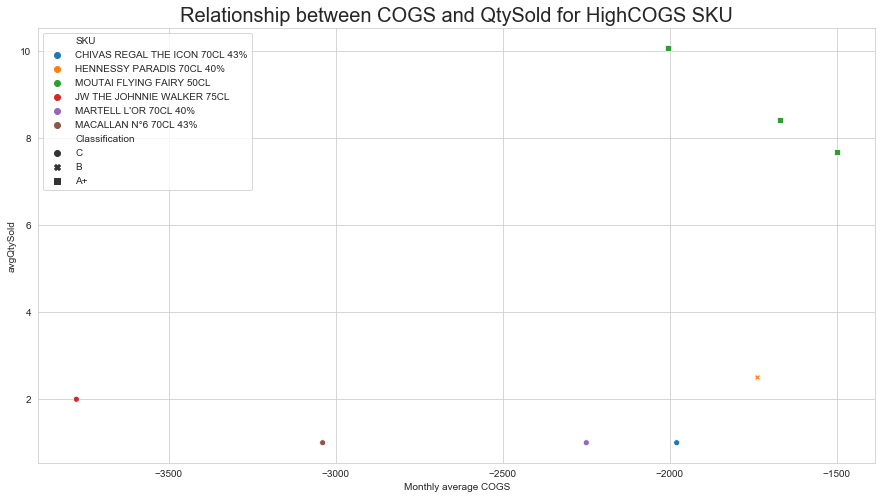 Relationship between COGS and QtySold for HighCOGS SKU
SKU
CHIVAS REGAL THE ICON 70CL 43%
HENNESSY PARADIS 70CL 40%
MOUTAI FLYING FAIRY 50CL
JW THE JOHNNIE WALKER 75CL
MARTELL L'OR 70CL 40%
MACALLAN N°6 70CL 43%
Classification
C
B
A+
avgQtySold
10
8
6
4
2
−3500 −3000 −2500 −2000 −1500
Monthly average COGS